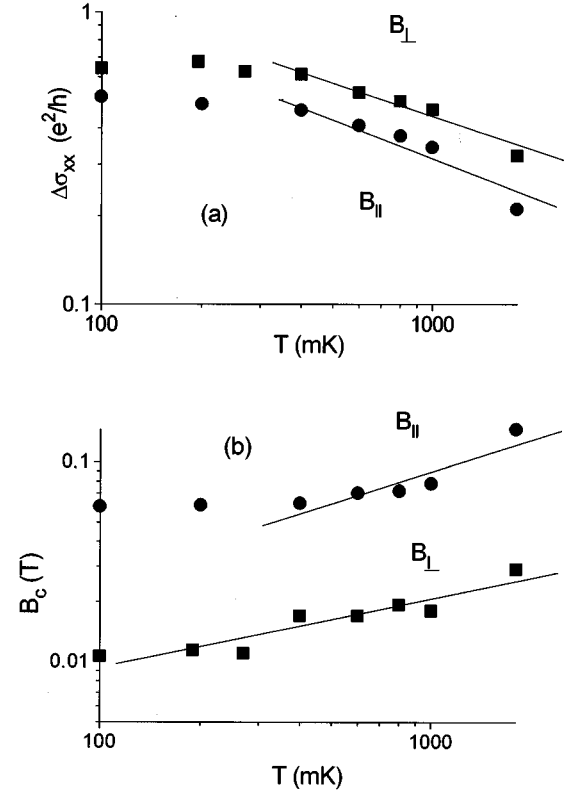 1
B⊥
Δσxx (e²/h)
(a)
B||
0.1
100
1000
T (mK)
B||
(b)
0.1
Bc (T)
B⊥
0.01
100
1000
T (mK)